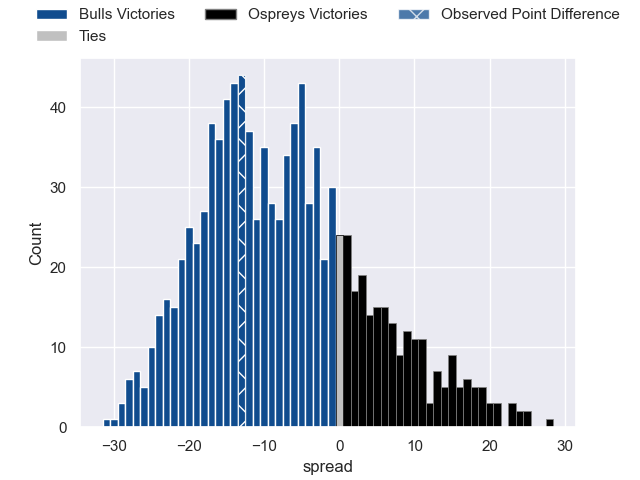 Bulls Victories
Ospreys Victories
Observed Point Difference
Ties
40
30
20
10
0
Count
−30
−20
−10
0
10
20
30
spread